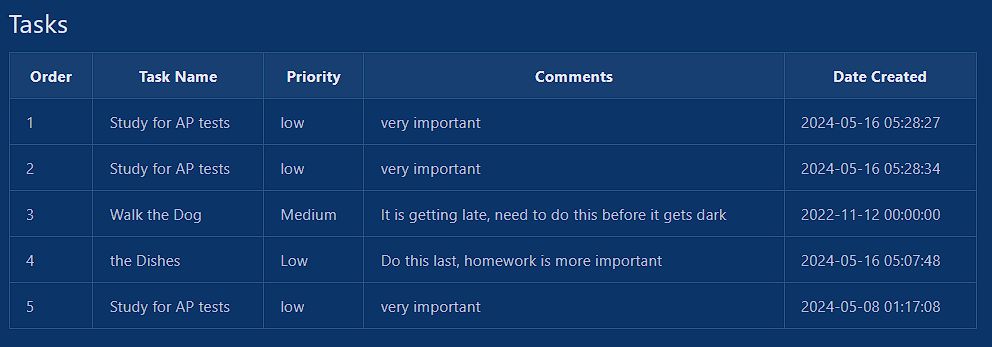 Tasks
Order Task Name Priority Comments Date Created
1 Study for AP tests low very important 2024-05-16 05:28:27
2 Study for AP tests low very important 2024-05-16 05:28:34
3 Walk the Dog Medium It is getting late, need to do this before it gets dark 2022-11-12 00:00:00
4 the Dishes Low Do this last, homework is more important 2024-05-16 05:07:48
5 Study for AP tests low very important 2024-05-08 01:17:08